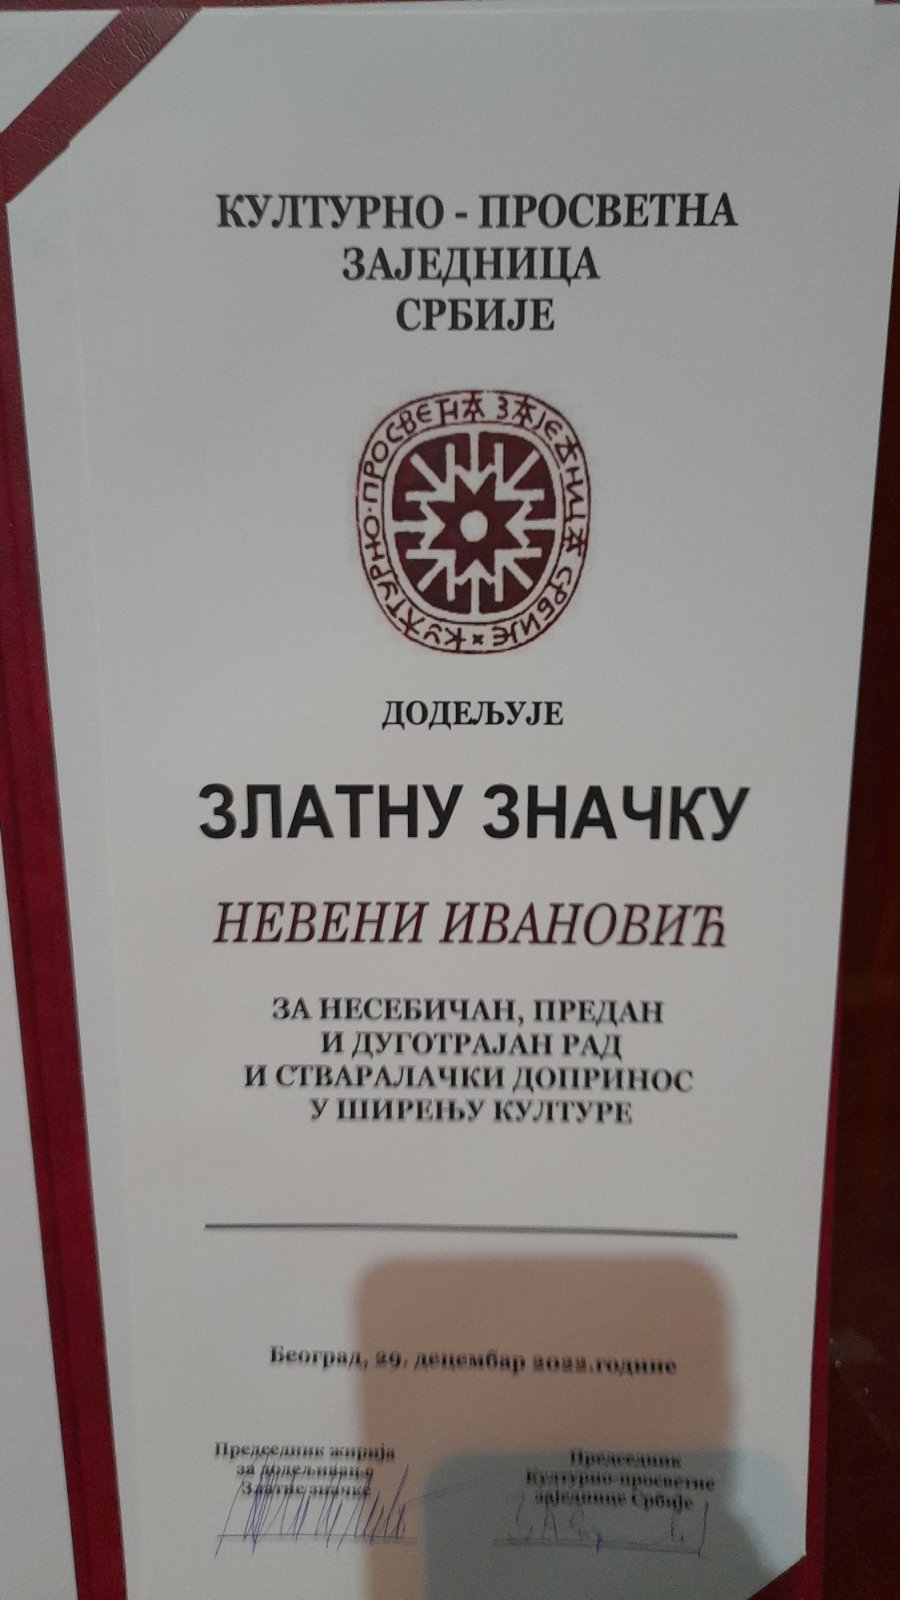 КУЛТУРНО - ПРОСВЕТНА
ЗАЈЕДНИЦА
СРБИЈЕ
КУЛТУРНО-ПРОСВЕТНА ЗАЈЕДНИЦА СРБИЈЕ
ДОДЕЉУЈЕ
ЗЛАТНУ ЗНАЧКУ
НЕВЕНИ ИВАНОВИЋ
ЗА НЕСЕБИЧАН, ПРЕДАН
И ДУГОТРАЈАН РАД
И СТВАРАЛАЧКИ ДОПРИНОС
У ШИРЕЊУ КУЛТУРЕ
Београд, 29. децембар 2022.године
Председник жирија
за додељивање
Златне значке
Председник
Културно-просветне
заједнице Србије